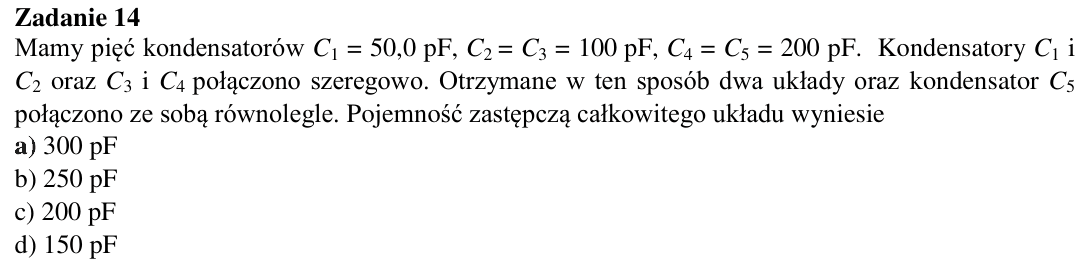 Zadanie 14
Mamy pięć kondensatorów C₁ = 50,0 pF, C₂ = C₃ = 100 pF, C₄ = C₅ = 200 pF. Kondensatory C₁ i
C₂ oraz C₃ i C₄ połączono szeregowo. Otrzymane w ten sposób dwa układy oraz kondensator C₅
połączono ze sobą równolegle. Pojemność zastępczą całkowitego układu wyniesie
a) 300 pF
b) 250 pF
c) 200 pF
d) 150 pF